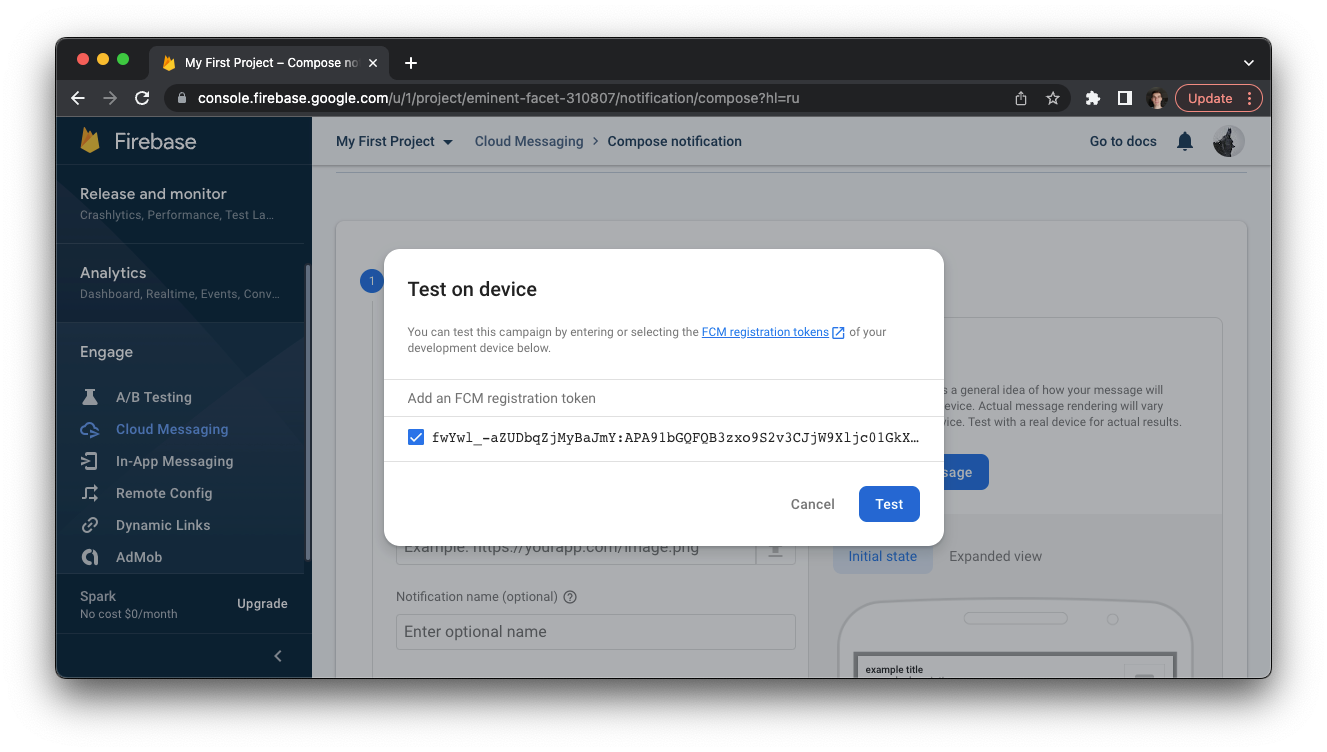 My First Project – Compose no
console.firebase.google.com/u/1/project/eminent-facet-310807/notification/compose?hl=ru
Update
Firebase
My First Project
Cloud Messaging
Compose notification
Go to docs
Release and monitor
Crashlytics, Performance, Test La…
Analytics
Dashboard, Realtime, Events, Conv…
Engage
A/B Testing
Cloud Messaging
In-App Messaging
Remote Config
Dynamic Links
AdMob
Spark
No cost $0/month
Upgrade
1
Test on device
You can test this campaign by entering or selecting the FCM registration tokens of your
development device below.
Add an FCM registration token
fwYwl_-aZUDbqZjMyBaJmY:APA91bGQFQB3zxo9S2v3CJjW9Xljc01GkX…
Cancel
Test
s a general idea of how your message will
evice. Actual message rendering will vary
vice. Test with a real device for actual results.
sage
Example: https://yourapp.com/image.png
Notification name (optional)
Enter optional name
Initial state
Expanded view
example title